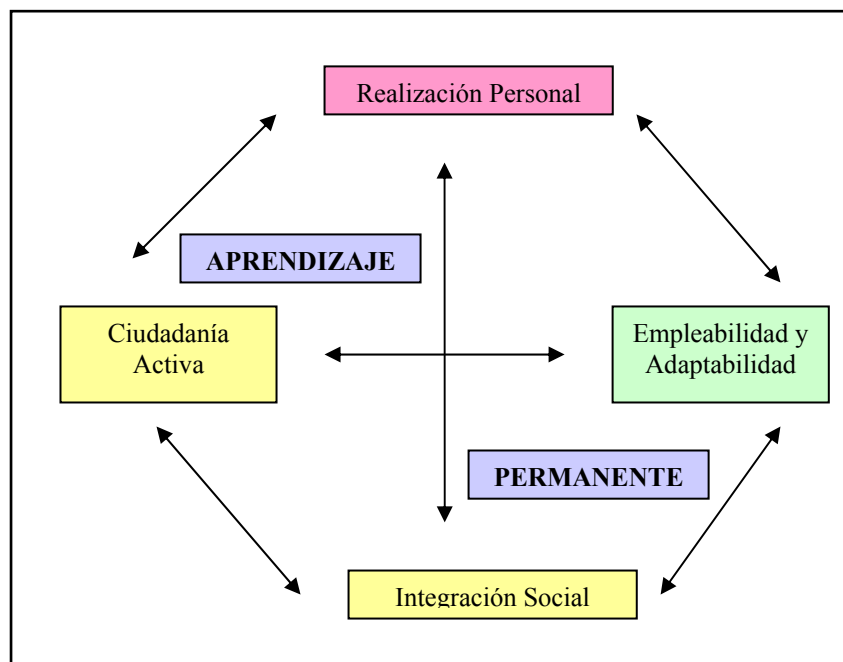 Realización Personal
APRENDIZAJE
Ciudadanía
Activa
Empleabilidad y
Adaptabilidad
PERMANENTE
Integración Social